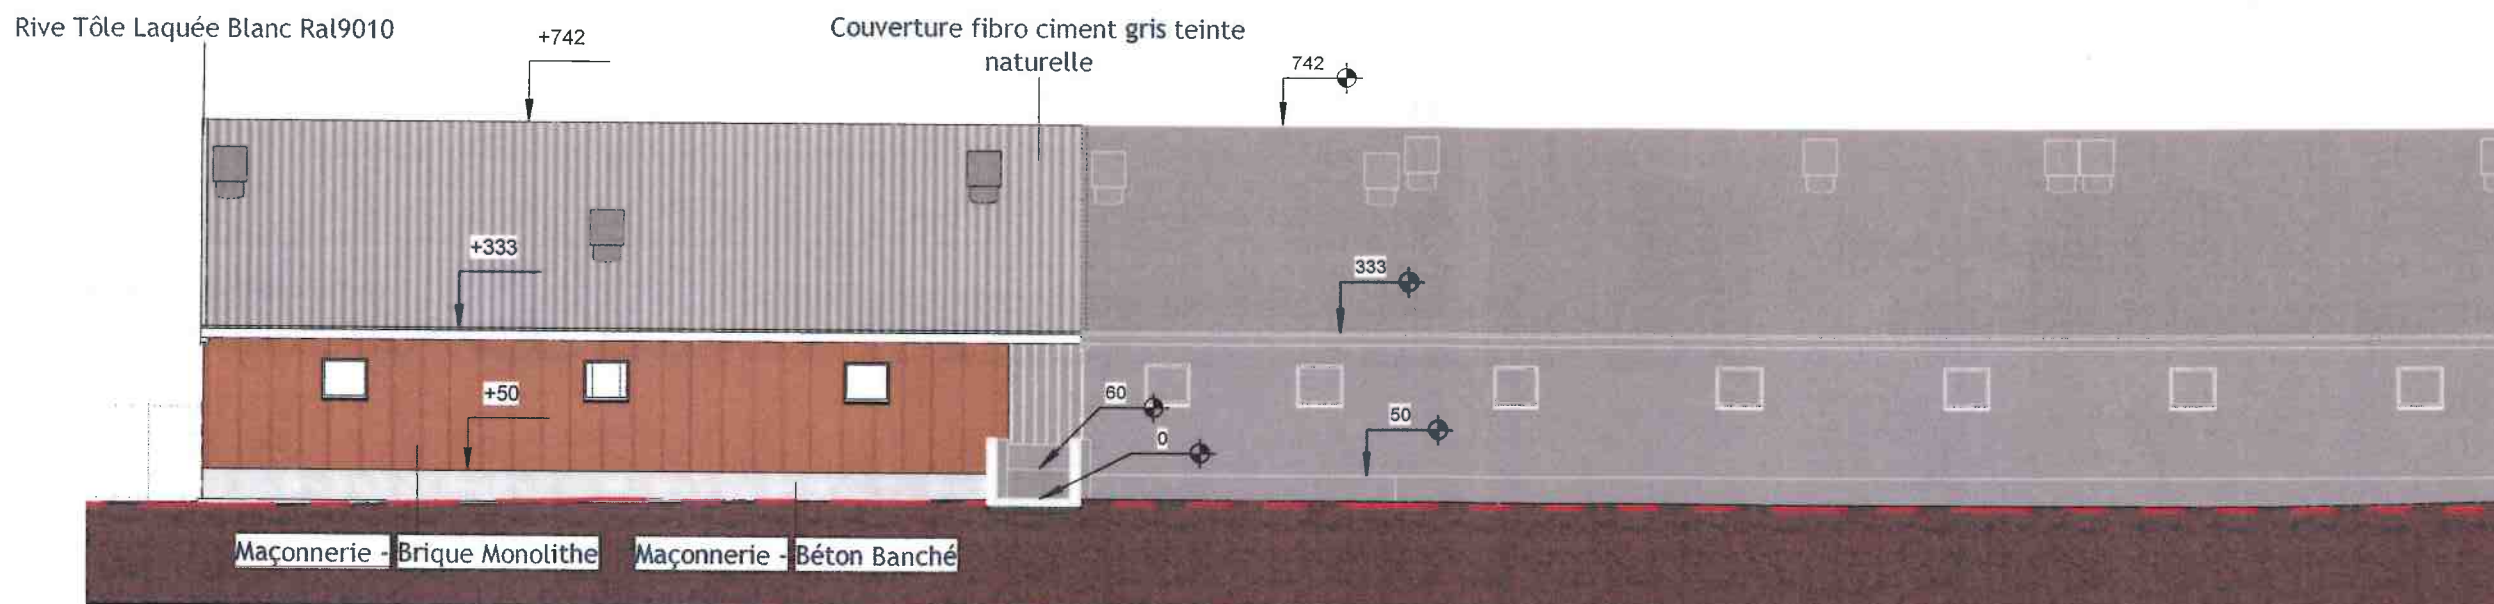 Rive Tôle Laquée Blanc Ral9010
+742
Couverture fibro ciment gris teinte
naturelle
742
+333
333
+50
60
50
0
Maçonnerie - Brique Monolithe
Maçonnerie - Béton Banché